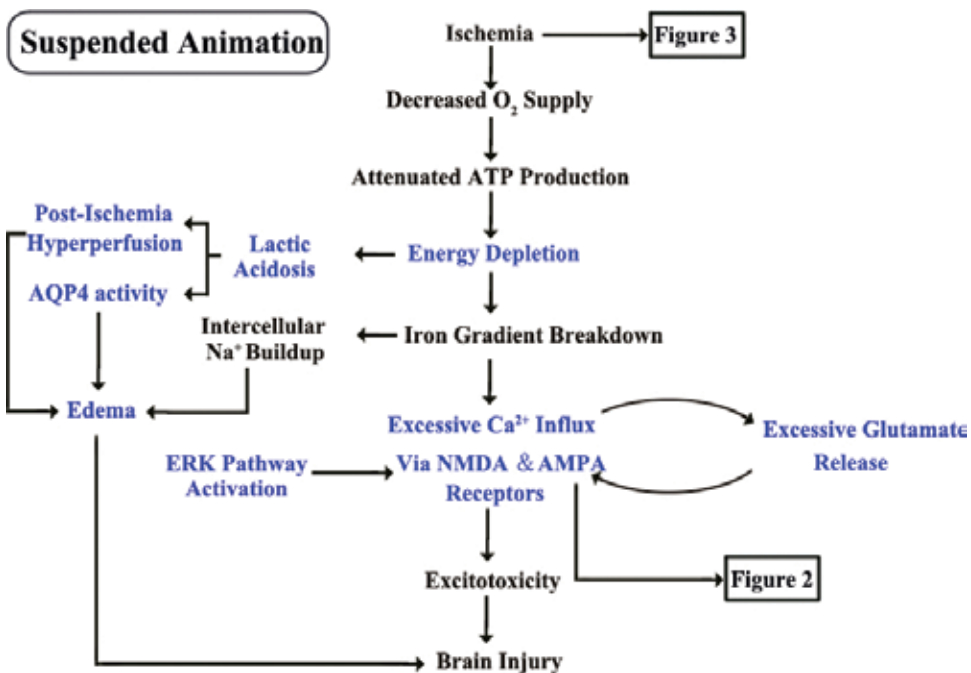 Suspended Animation
Ischemia
Figure 3
Decreased O₂ Supply
Attenuated ATP Production
Post-Ischemia
Hyperperfusion
Lactic
Acidosis
Energy Depletion
AQP4 activity
Intercellular
Na⁺ Buildup
Iron Gradient Breakdown
Edema
Excessive Ca²⁺ Influx
Excessive Glutamate
Release
ERK Pathway
Activation
Via NMDA & AMPA
Receptors
Excitotoxicity
Figure 2
Brain Injury